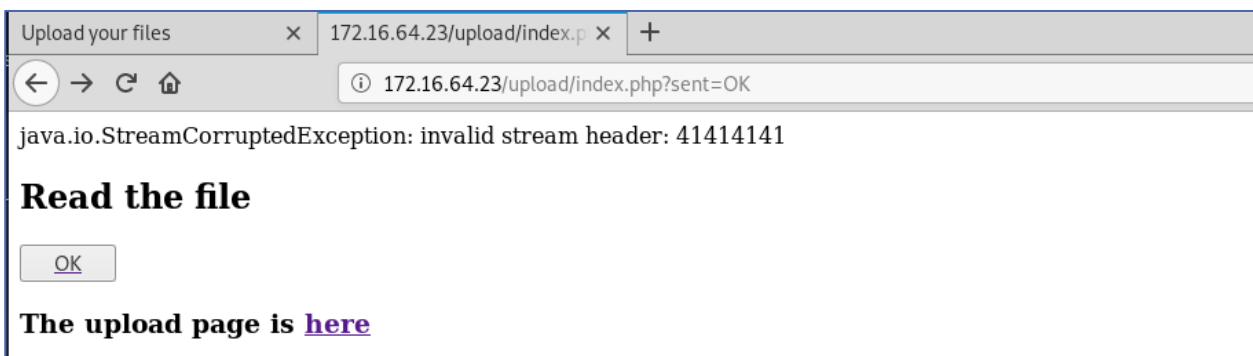 Upload your files
172.16.64.23/upload/index.p
172.16.64.23/upload/index.php?sent=OK
java.io.StreamCorruptedException: invalid stream header: 41414141
Read the file
OK
The upload page is here